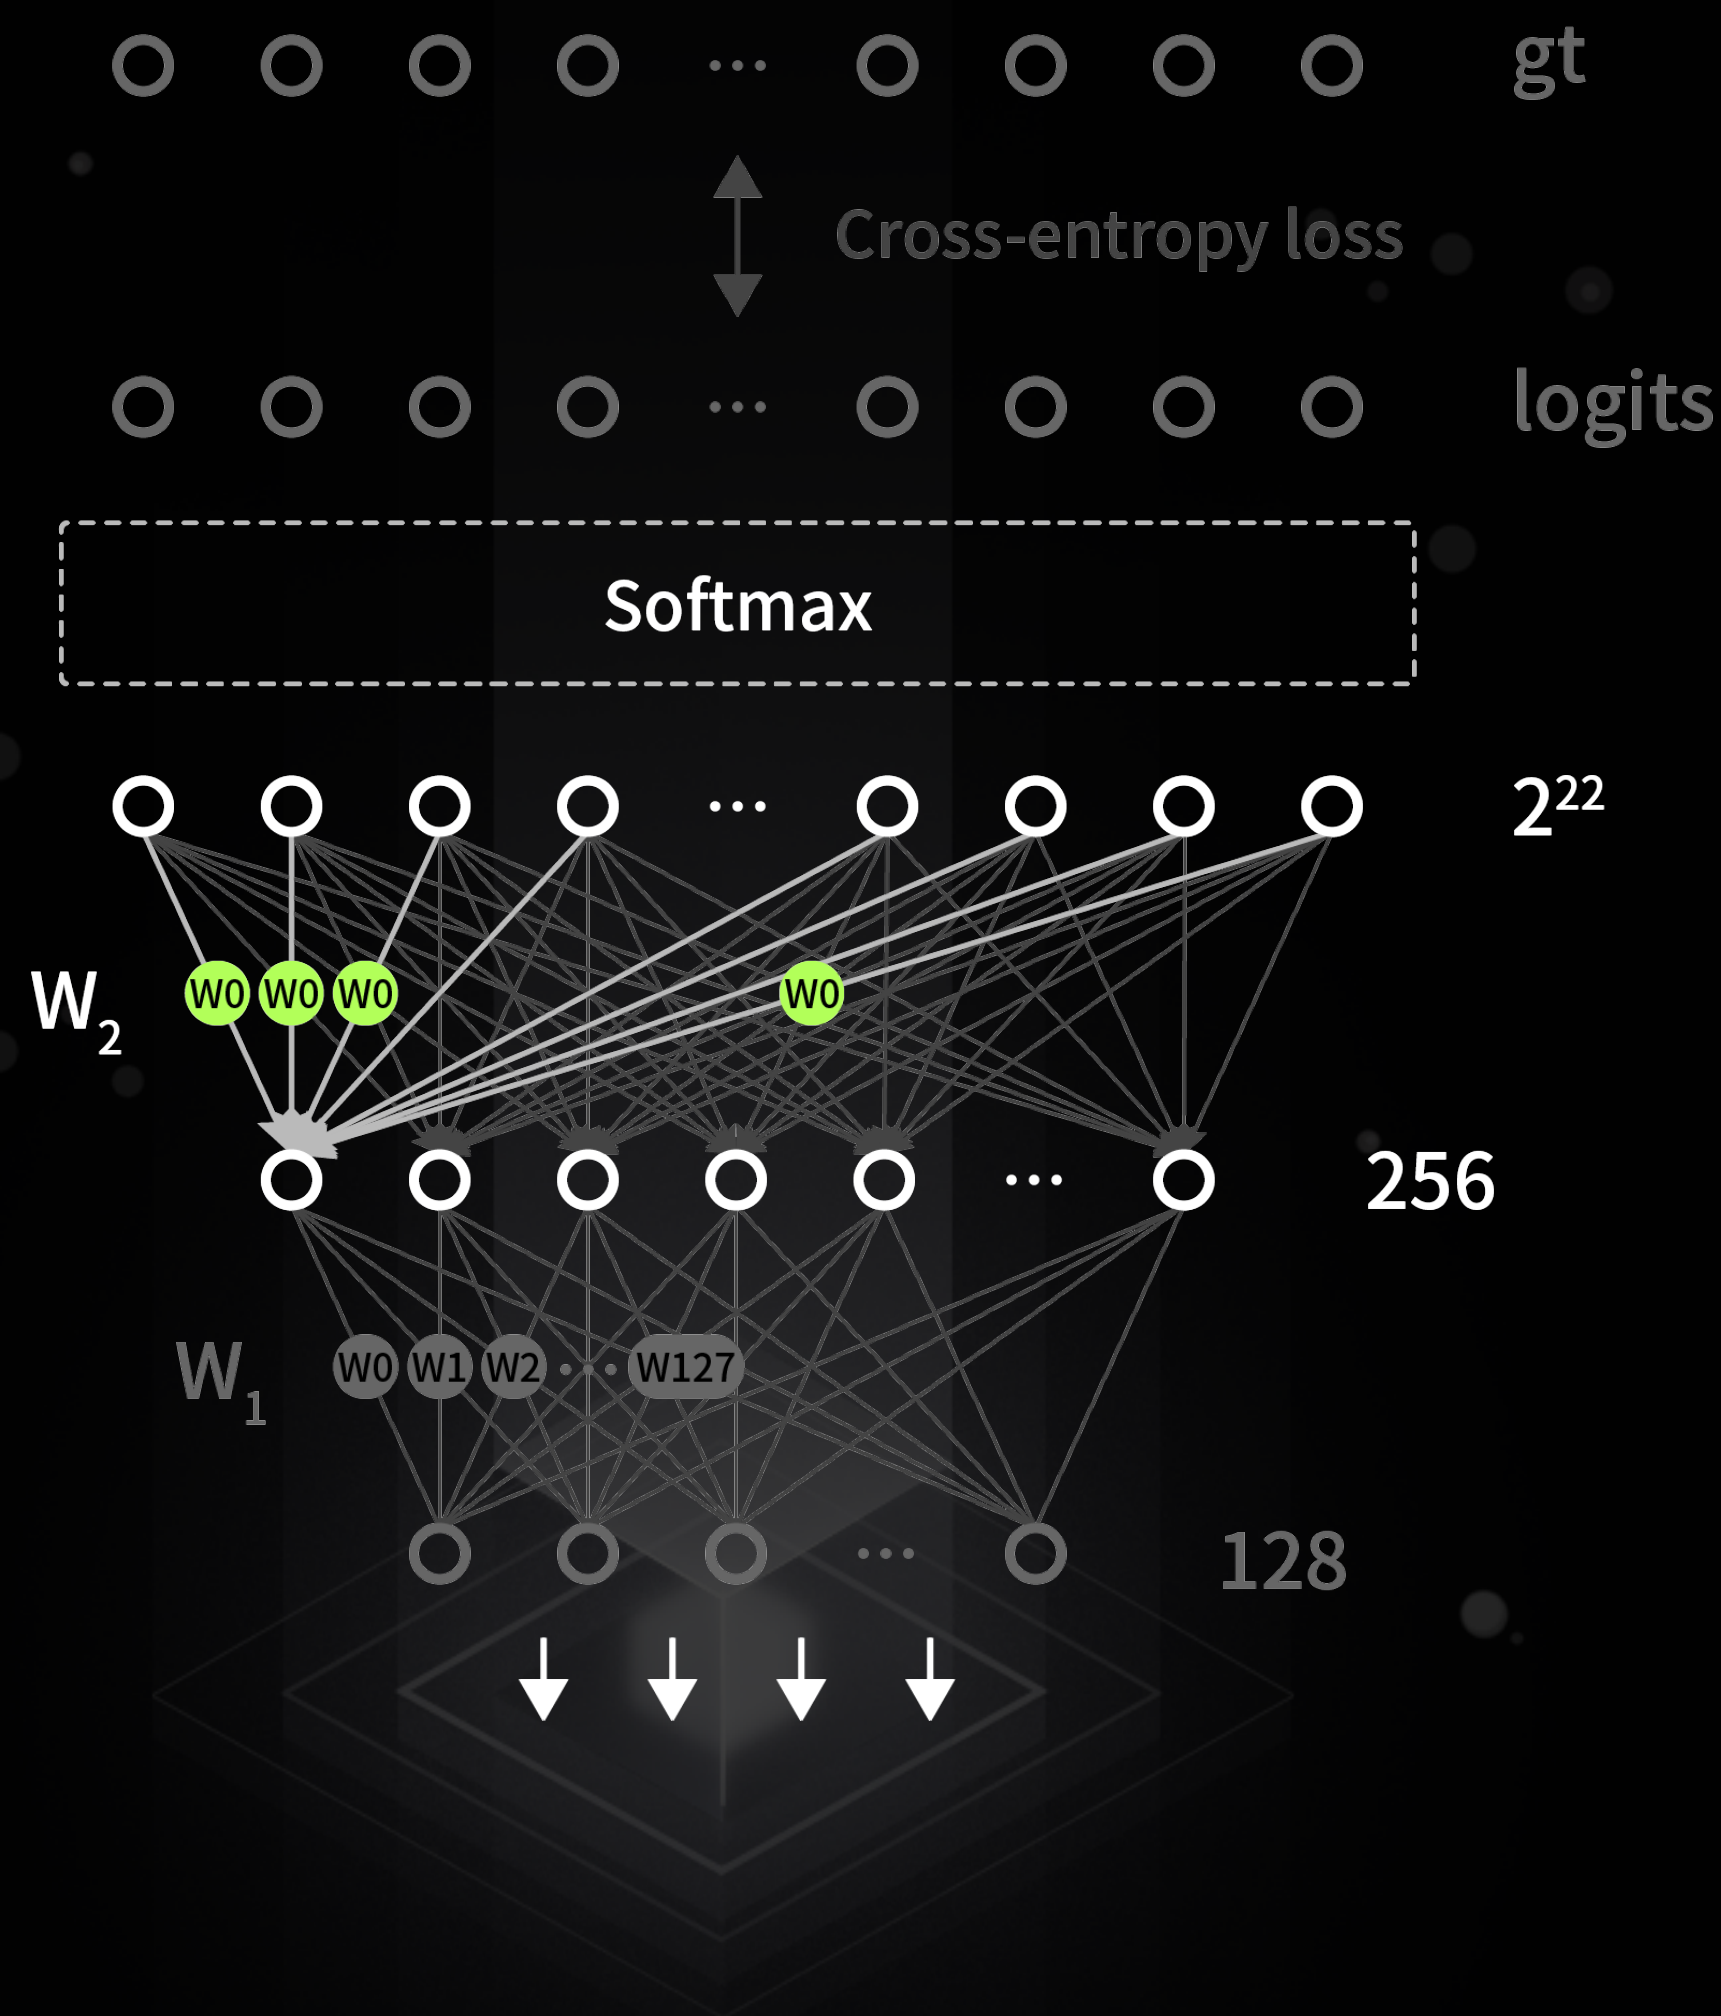 gt
Cross-entropy loss
logits
Softmax
2²²
W₂ W0 W0 W0 W0
256
W₁ W0 W1 W2 ... W127
128